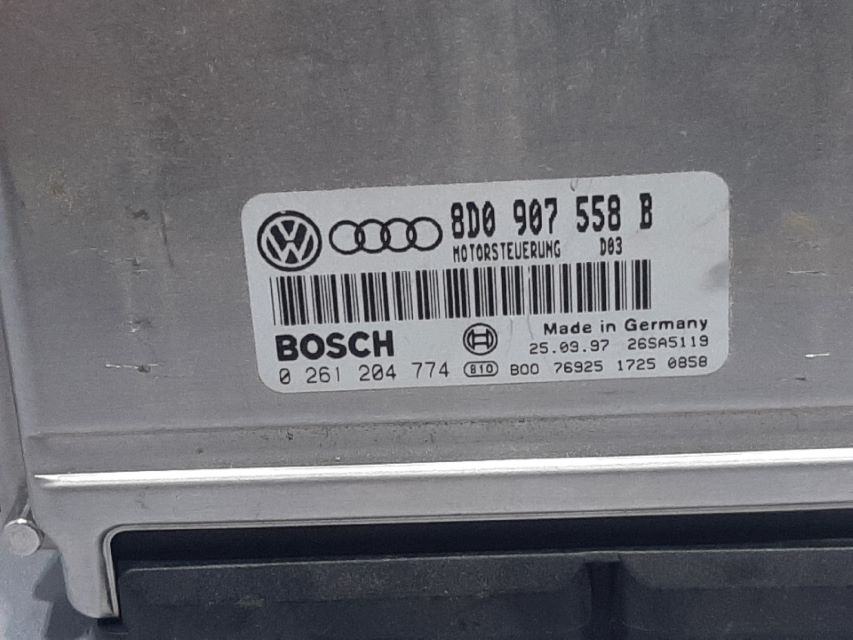 8D0 907 558 B
MOTORSTEUERUNG D03
BOSCH
Made in Germany
25.09.97 26SA5119
0 261 204 774 B10 B00 76925 1725 0858